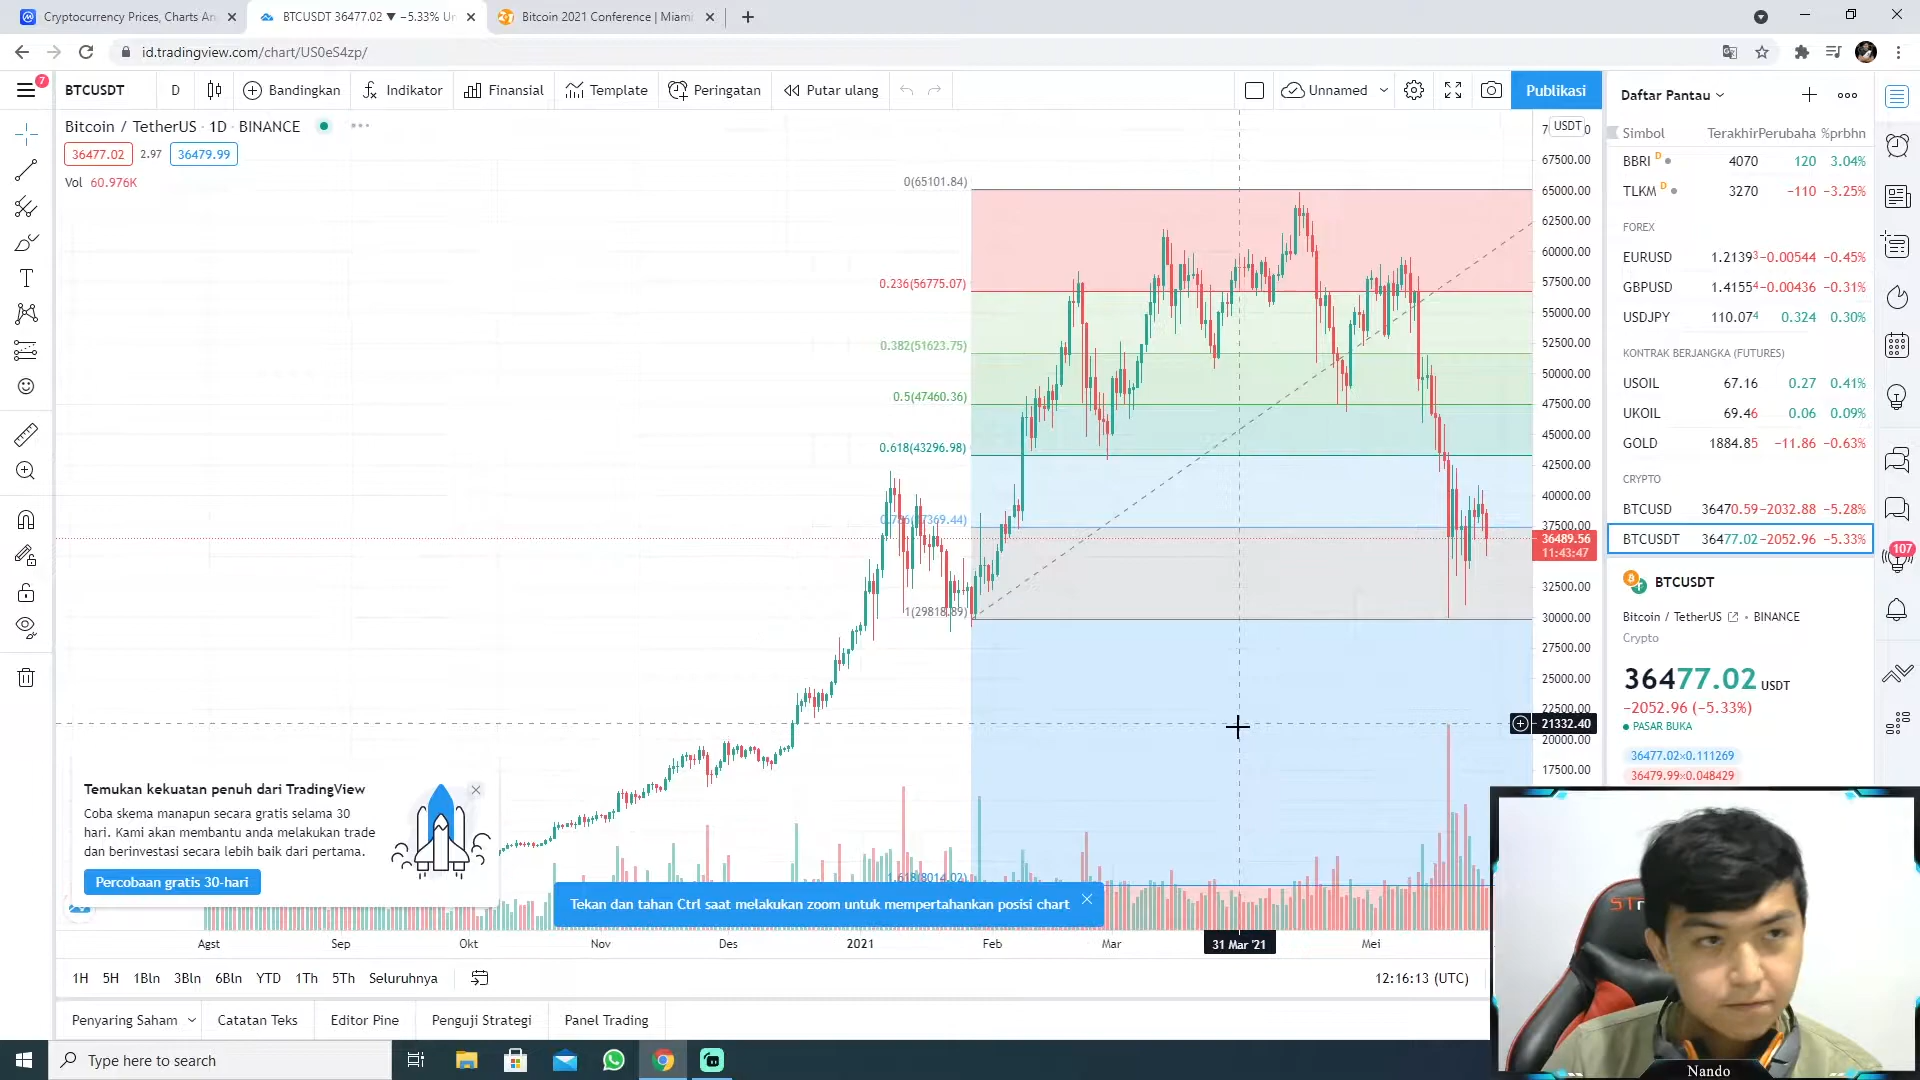 Cryptocurrency Prices, Charts An
BTCUSDT 36477.02 ▼ −5.33% Un
Bitcoin 2021 Conference | Miami
id.tradingview.com/chart/US0eS4zp/
7
BTCUSDT
D
Bandingkan
Indikator
Finansial
Template
Peringatan
Putar ulang
Unnamed
Publikasi
Bitcoin / TetherUS · 1D · BINANCE
36477.02
2.97
36479.99
Vol 60.976K
0(65101.84)
0.236(56775.07)
0.382(51623.75)
0.5(47460.36)
0.618(43296.98)
1(29818.89)
1.618(8014.02)
USDT
67500.00
65000.00
62500.00
60000.00
57500.00
55000.00
52500.00
50000.00
47500.00
45000.00
42500.00
40000.00
37500.00
36489.56
11:43:47
32500.00
30000.00
27500.00
25000.00
22500.00
21332.40
20000.00
17500.00
Temukan kekuatan penuh dari TradingView
Coba skema manapun secara gratis selama 30
hari. Kami akan membantu anda melakukan trade
dan berinvestasi secara lebih baik dari pertama.
Percobaan gratis 30-hari
Tekan dan tahan Ctrl saat melakukan zoom untuk mempertahankan posisi chart
Agst
Sep
Okt
Nov
Des
2021
Feb
Mar
31 Mar '21
Mei
1H 5H 1Bln 3Bln 6Bln YTD 1Th 5Th Seluruhnya
12:16:13 (UTC)
Penyaring Saham
Catatan Teks
Editor Pine
Penguji Strategi
Panel Trading
Daftar Pantau
Simbol Terakhir Perubaha %prbhn
BBRI D 4070 120 3.04%
TLKM D 3270 −110 −3.25%
FOREX
EURUSD 1.21393 −0.00544 −0.45%
GBPUSD 1.41554 −0.00436 −0.31%
USDJPY 110.074 0.324 0.30%
KONTRAK BERJANGKA (FUTURES)
USOIL 67.16 0.27 0.41%
UKOIL 69.46 0.06 0.09%
GOLD 1884.85 −11.86 −0.63%
CRYPTO
BTCUSD 36470.59 −2032.88 −5.28%
BTCUSDT 36477.02 −2052.96 −5.33%
BTCUSDT
Bitcoin / TetherUS · BINANCE
Crypto
36477.02 USDT
−2052.96 (−5.33%)
PASAR BUKA
36477.02×0.111269
36479.99×0.048429
107
Type here to search
Nando